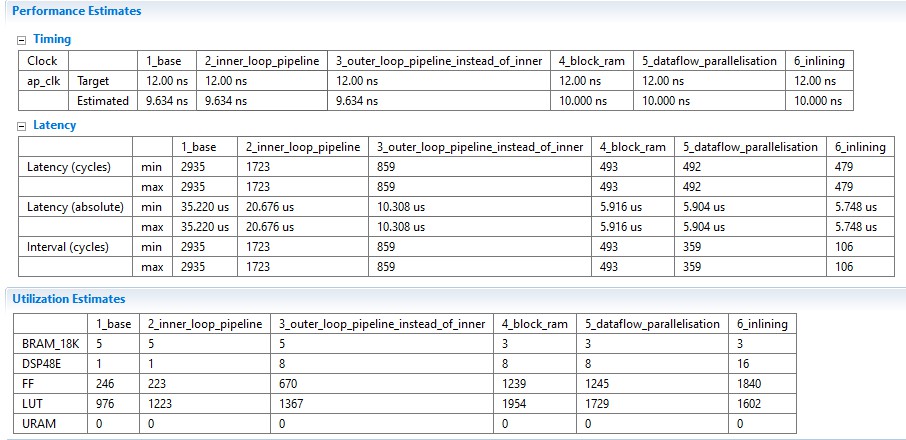 Performance Estimates
Timing
Clock 1_base 2_inner_loop_pipeline 3_outer_loop_pipeline_instead_of_inner 4_block_ram 5_dataflow_parallelisation 6_inlining
ap_clk Target 12.00 ns 12.00 ns 12.00 ns 12.00 ns 12.00 ns 12.00 ns
Estimated 9.634 ns 9.634 ns 9.634 ns 10.000 ns 10.000 ns 10.000 ns
Latency
1_base 2_inner_loop_pipeline 3_outer_loop_pipeline_instead_of_inner 4_block_ram 5_dataflow_parallelisation 6_inlining
Latency (cycles) min 2935 1723 859 493 492 479
max 2935 1723 859 493 492 479
Latency (absolute) min 35.220 us 20.676 us 10.308 us 5.916 us 5.904 us 5.748 us
max 35.220 us 20.676 us 10.308 us 5.916 us 5.904 us 5.748 us
Interval (cycles) min 2935 1723 859 493 359 106
max 2935 1723 859 493 359 106
Utilization Estimates
1_base 2_inner_loop_pipeline 3_outer_loop_pipeline_instead_of_inner 4_block_ram 5_dataflow_parallelisation 6_inlining
BRAM_18K 5 5 5 3 3 3
DSP48E 1 1 8 8 8 16
FF 246 223 670 1239 1245 1840
LUT 976 1223 1367 1954 1729 1602
URAM 0 0 0 0 0 0